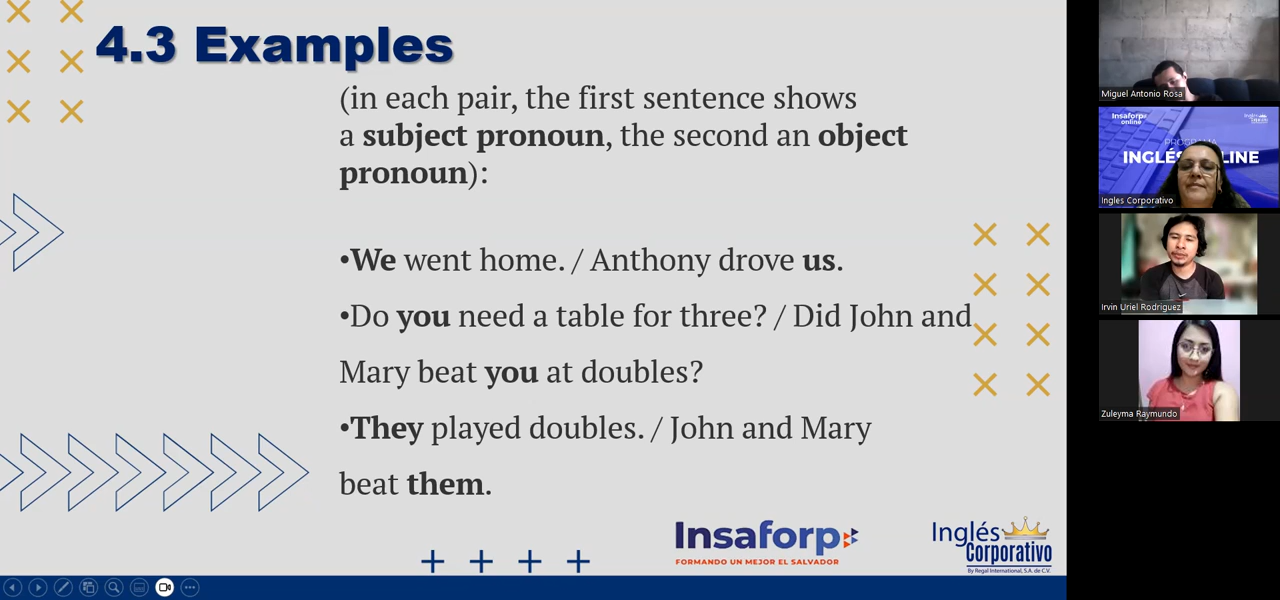 4.3 Examples
(in each pair, the first sentence shows
a subject pronoun, the second an object
pronoun):
•We went home. / Anthony drove us.
•Do you need a table for three? / Did John and
Mary beat you at doubles?
•They played doubles. / John and Mary
beat them.
Insaforp
FORMANDO UN MEJOR EL SALVADOR
Inglés
Corporativo
By Regal International, S.A. de C.V.
Miguel Antonio Rosa
Insaforp
online
INGLÉS
LINE
Ingles Corporativo
Irvin Uriel Rodriguez
Zuleyma Raymundo